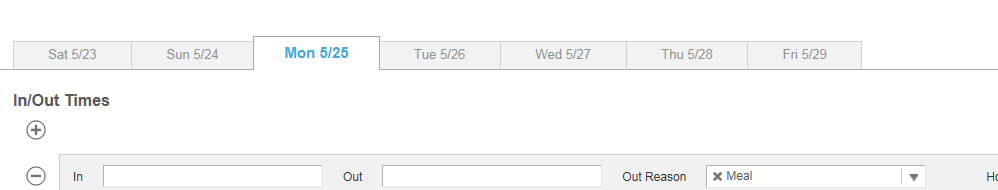 Sat 5/23 Sun 5/24 Mon 5/25 Tue 5/26 Wed 5/27 Thu 5/28 Fri 5/29
In/Out Times
In Out Out Reason Meal